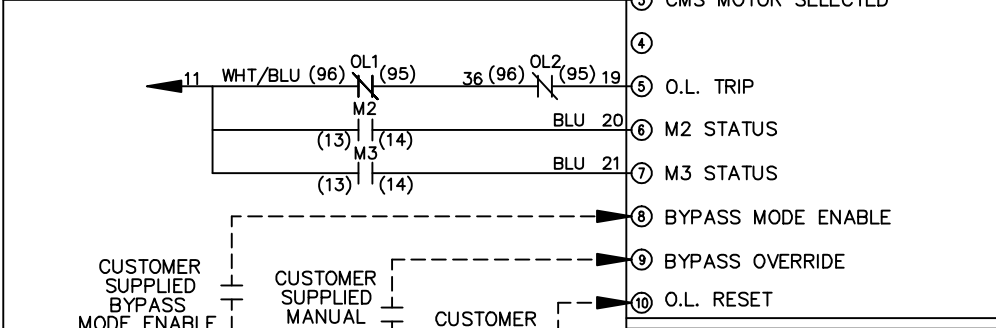 3 CMS MOTOR SELECTED
4
OL1 OL2
11 WHT/BLU (96) (95) 36 (96) (95) 19 5 O.L. TRIP
M2
BLU 20 6 M2 STATUS
(13) (14)
M3
BLU 21 7 M3 STATUS
(13) (14)
8 BYPASS MODE ENABLE
9 BYPASS OVERRIDE
10 O.L. RESET
CUSTOMER
SUPPLIED
BYPASS
MODE ENABLE
CUSTOMER
SUPPLIED
MANUAL
CUSTOMER